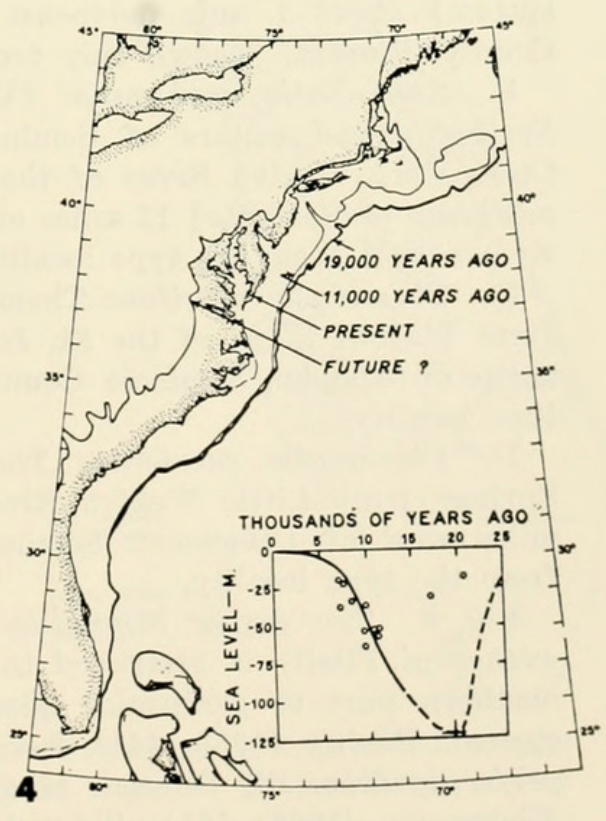 45° 80° 75° 70° 45°
40° 40°
19,000 YEARS AGO
11,000 YEARS AGO
PRESENT
FUTURE ?
35° 35°
THOUSANDS OF YEARS AGO
0 5 10 15 20 25
0
-25
-50
-75
-100
-125
SEA LEVEL—M.
30° 30°
25° 25°
4 80° 75° 70°